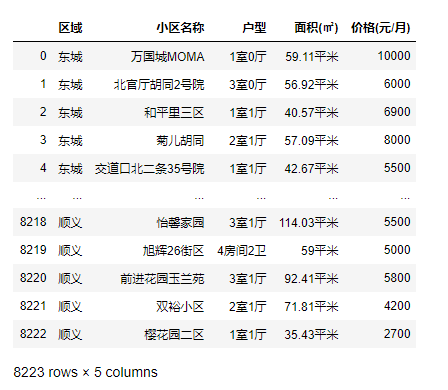 区域 小区名称 户型 面积(㎡) 价格(元/月)
0 东城 万国城MOMA 1室0厅 59.11平米 10000
1 东城 北官厅胡同2号院 3室0厅 56.92平米 6000
2 东城 和平里三区 1室1厅 40.57平米 6900
3 东城 菊儿胡同 2室1厅 57.09平米 8000
4 东城 交道口北二条35号院 1室1厅 42.67平米 5500
... ... ... ... ... ...
8218 顺义 怡馨家园 3室1厅 114.03平米 5500
8219 顺义 旭辉26街区 4房间2卫 59平米 5000
8220 顺义 前进花园玉兰苑 3室1厅 92.41平米 5800
8221 顺义 双裕小区 2室1厅 71.81平米 4200
8222 顺义 樱花园二区 1室1厅 35.43平米 2700
8223 rows × 5 columns